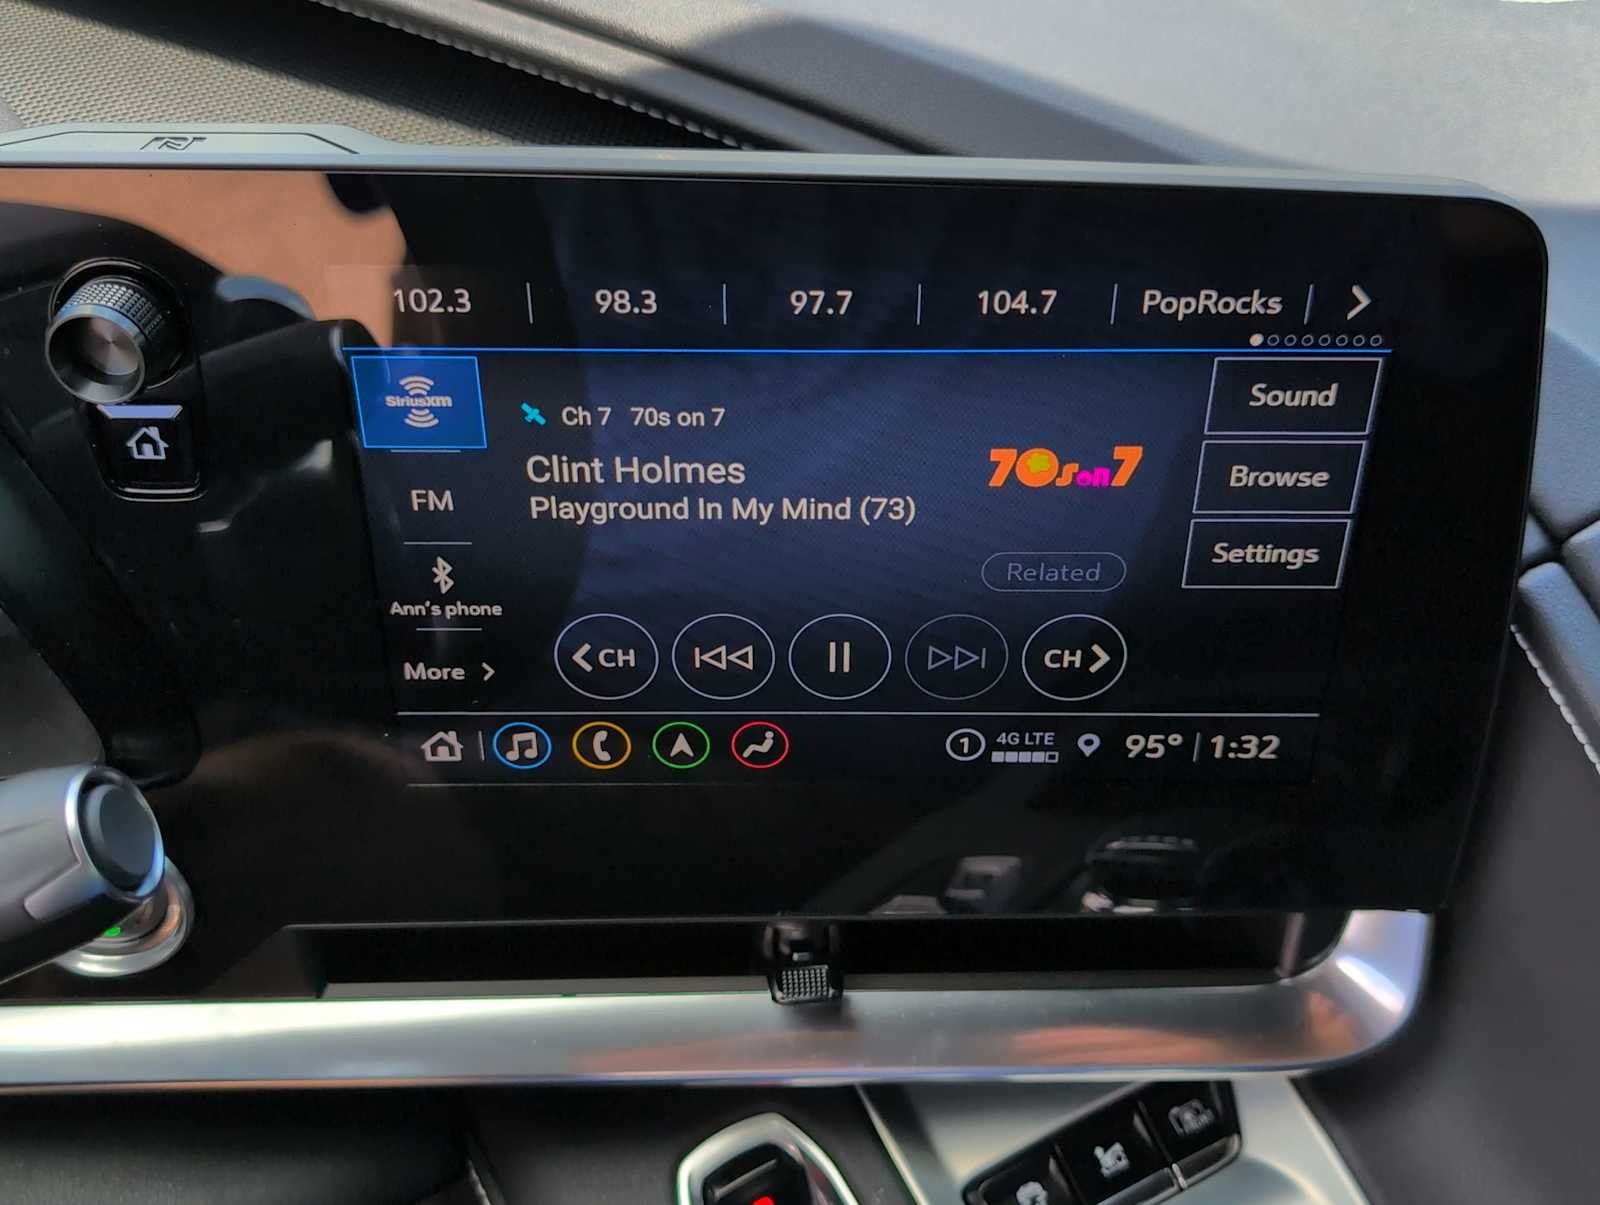 RST
102.3 98.3 97.7 104.7 PopRocks
SiriusXM
Ch 7 70s on 7
Clint Holmes
Playground In My Mind (73)
70s on 7
Sound
Browse
Settings
FM
Related
Ann's phone
More
CH
CH
1 4G LTE 95° 1:32